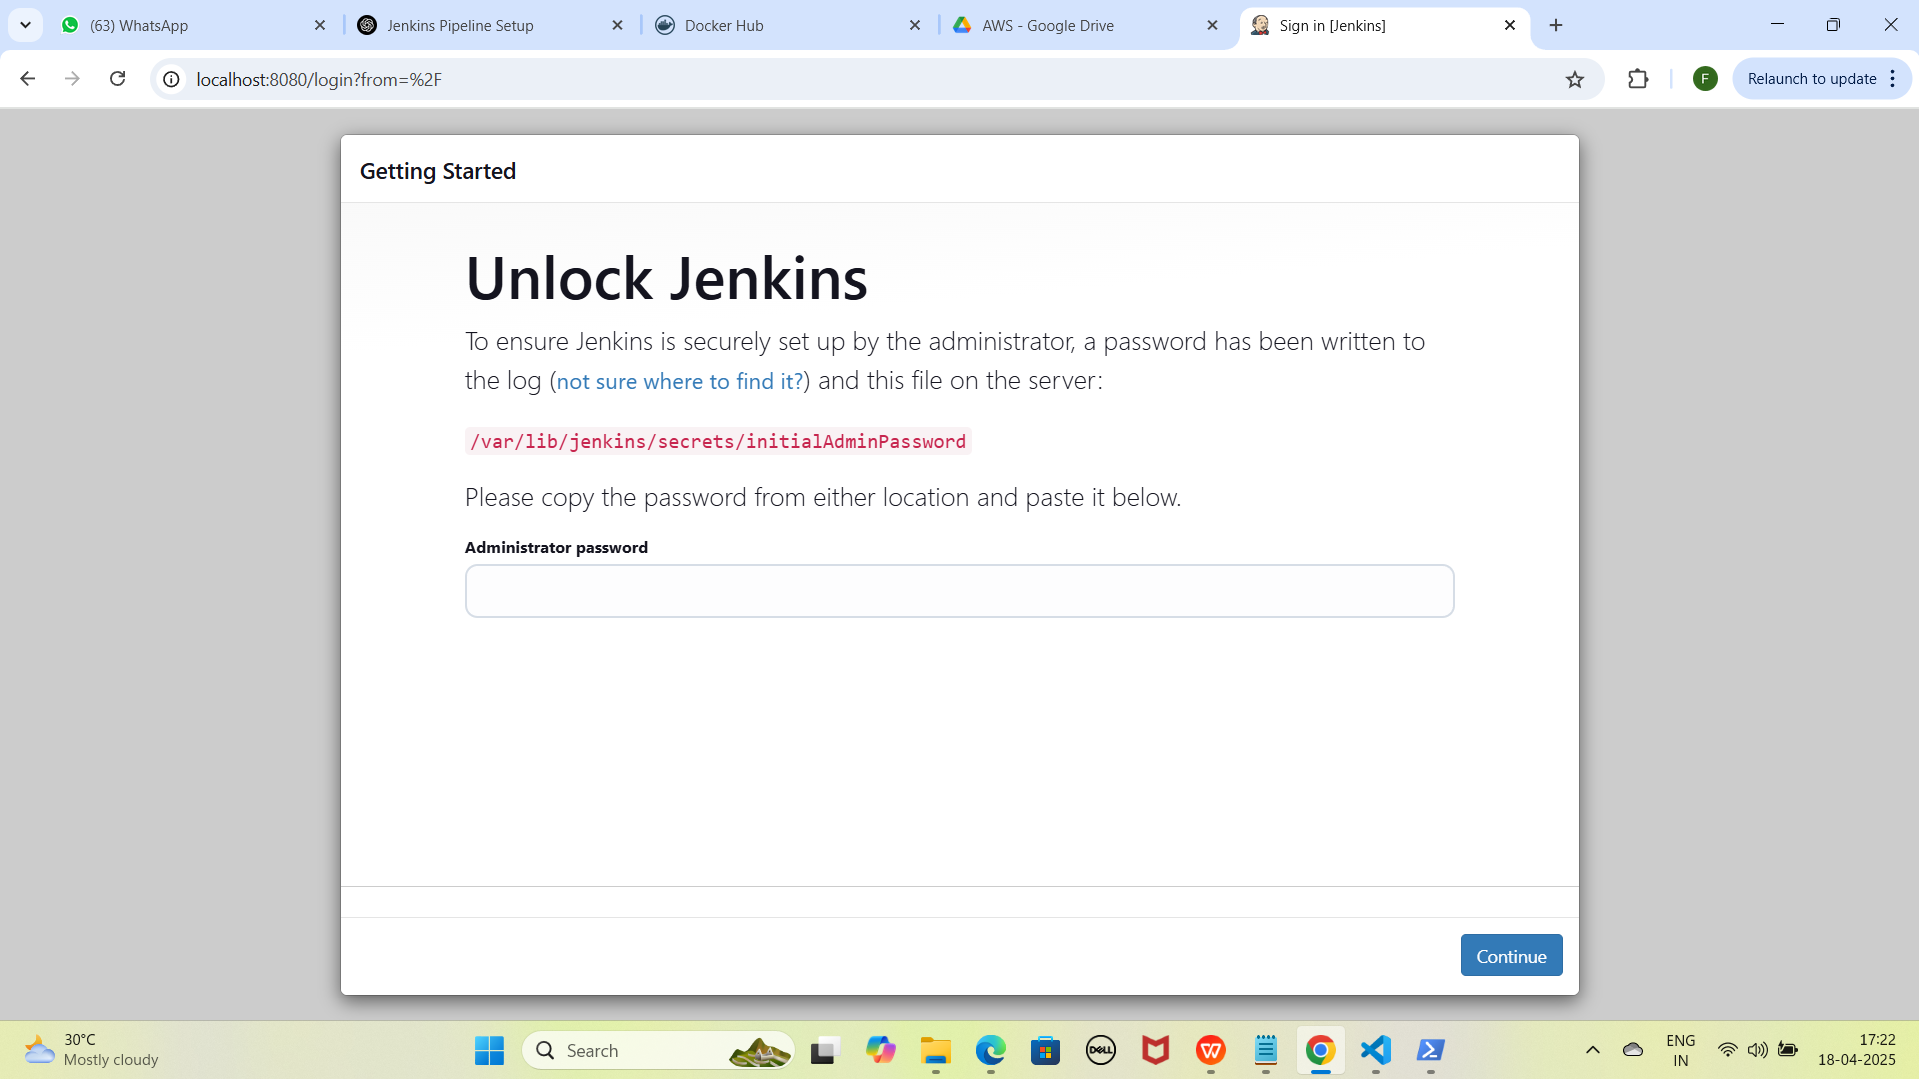 (63) WhatsApp
Jenkins Pipeline Setup
Docker Hub
AWS - Google Drive
Sign in [Jenkins]
localhost:8080/login?from=%2F
F
Relaunch to update
Getting Started
Unlock Jenkins
To ensure Jenkins is securely set up by the administrator, a password has been written to
the log (not sure where to find it?) and this file on the server:
/var/lib/jenkins/secrets/initialAdminPassword
Please copy the password from either location and paste it below.
Administrator password
Continue
30°C
Mostly cloudy
Search
DELL
W
ENG
IN
17:22
18-04-2025